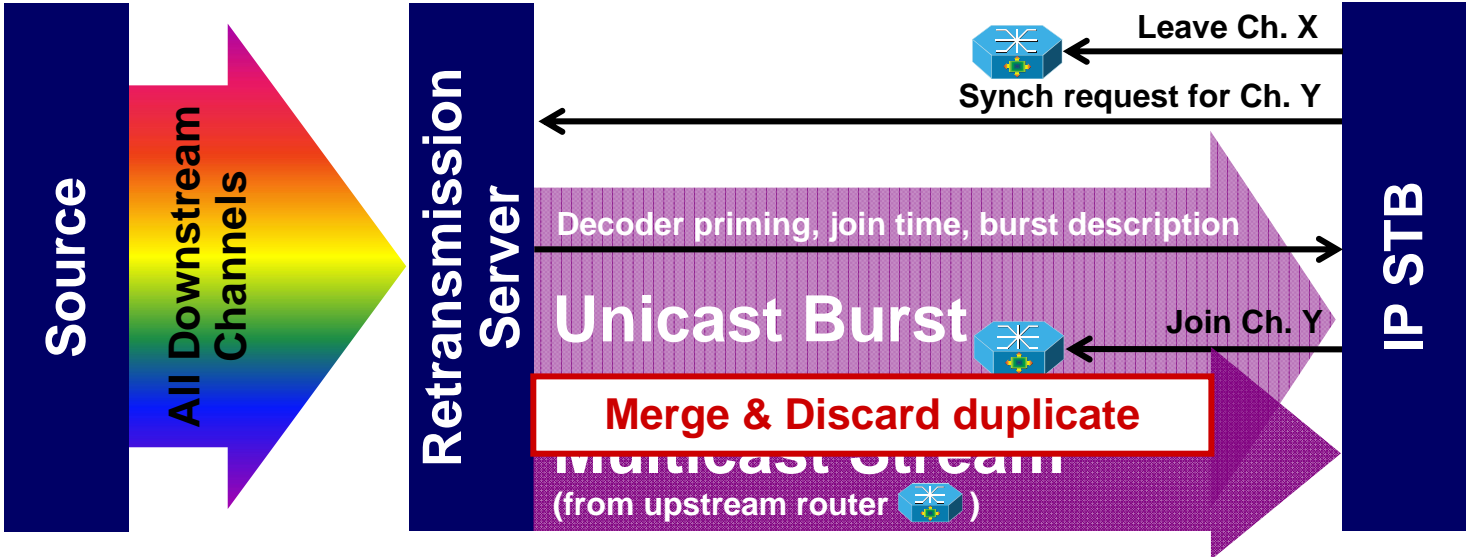 Source
All Downstream
Channels
Retransmission
Server
Leave Ch. X
Synch request for Ch. Y
Decoder priming, join time, burst description
Unicast Burst
Join Ch. Y
Merge & Discard duplicate
Multicast Stream
(from upstream router )
IP STB